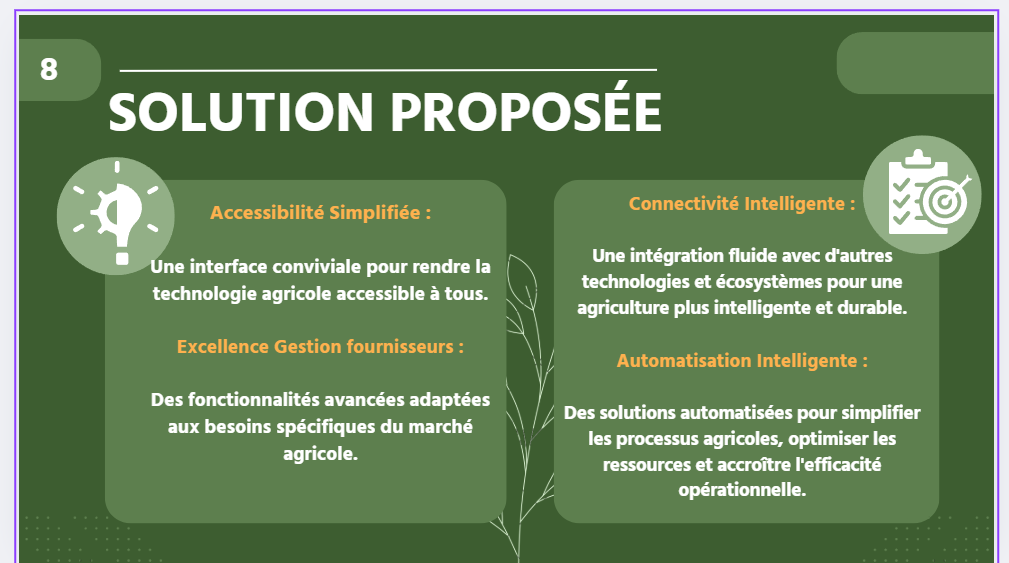 8
SOLUTION PROPOSÉE
Accessibilité Simplifiée :
Une interface conviviale pour rendre la
technologie agricole accessible à tous.
Excellence Gestion fournisseurs :
Des fonctionnalités avancées adaptées
aux besoins spécifiques du marché
agricole.
Connectivité Intelligente :
Une intégration fluide avec d'autres
technologies et écosystèmes pour une
agriculture plus intelligente et durable.
Automatisation Intelligente :
Des solutions automatisées pour simplifier
les processus agricoles, optimiser les
ressources et accroître l'efficacité
opérationnelle.